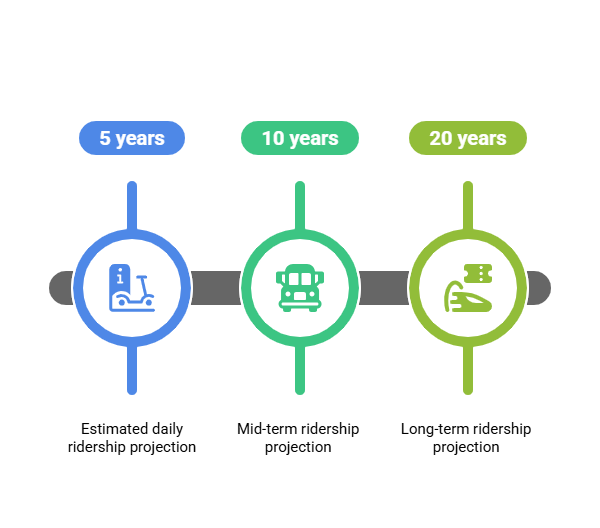 5 years
10 years
20 years
Estimated daily
ridership projection
Mid-term ridership
projection
Long-term ridership
projection